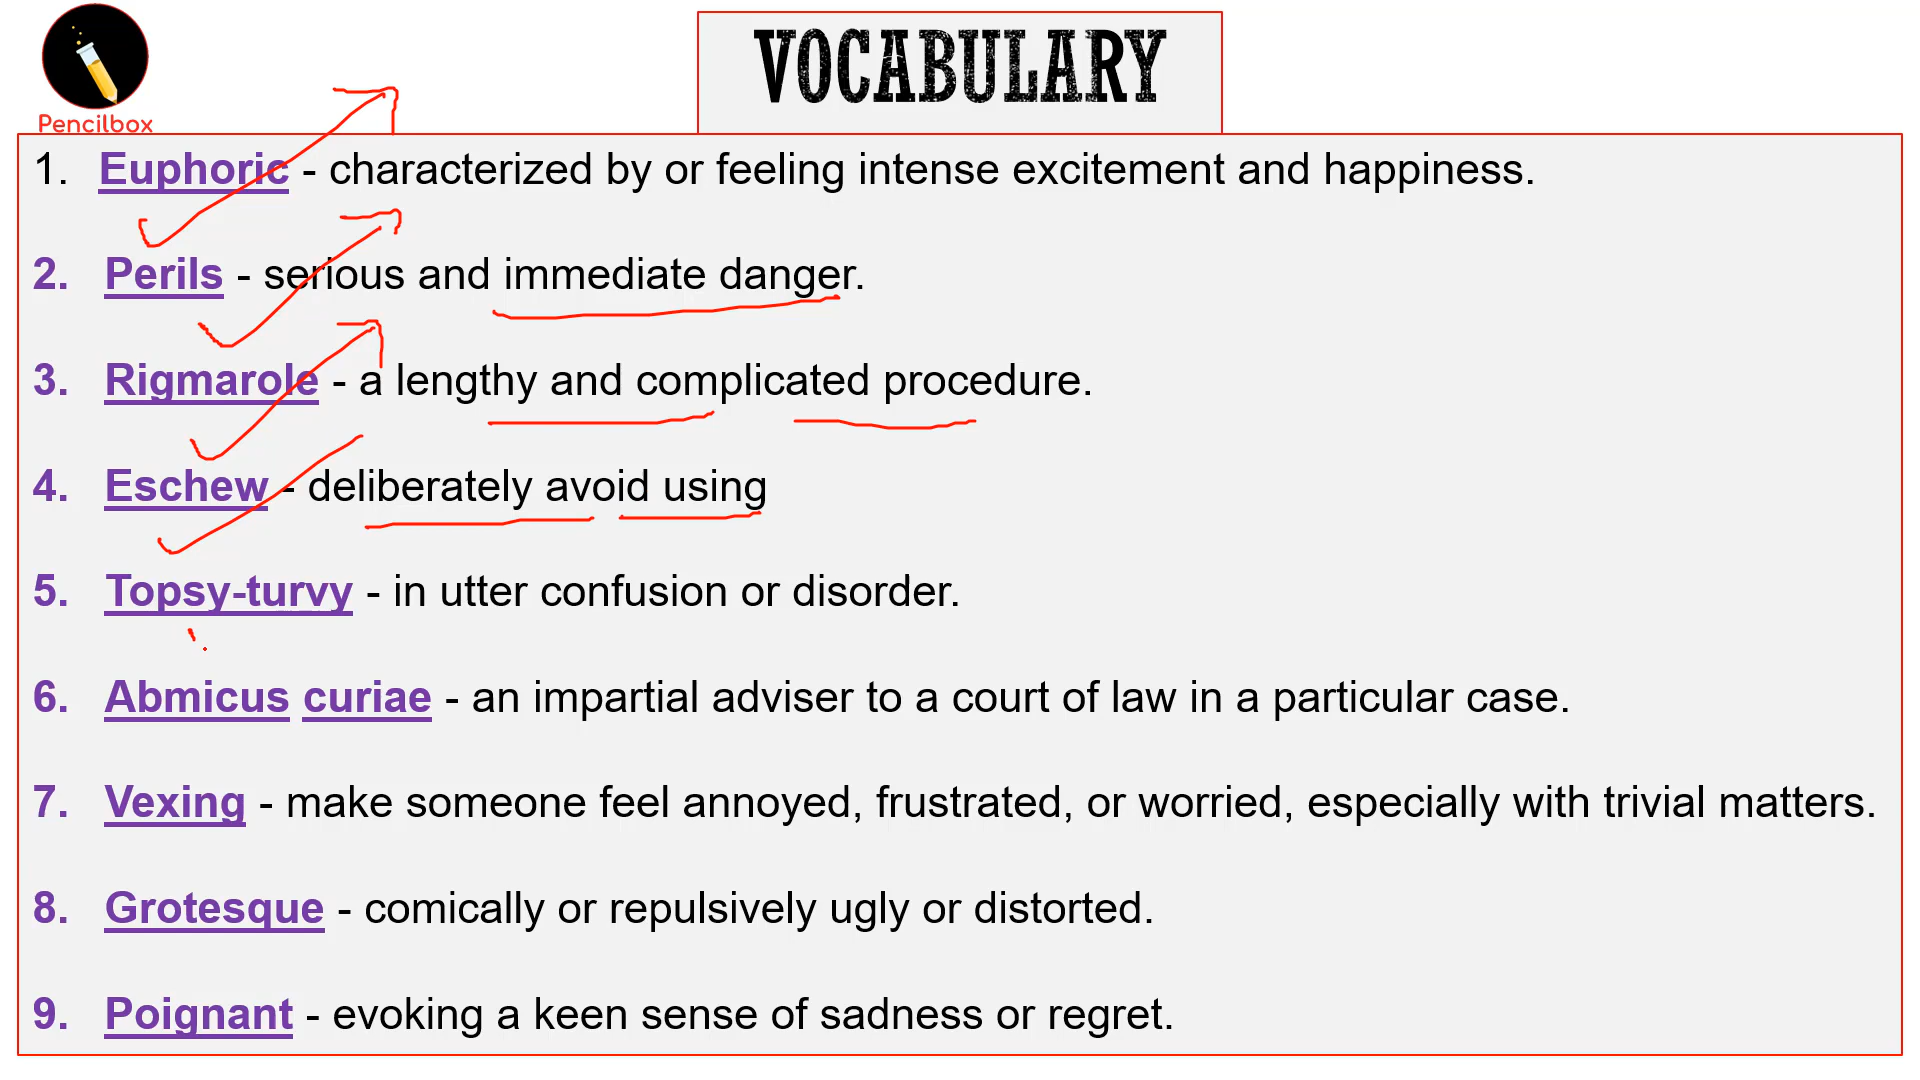 Pencilbox
VOCABULARY
1. Euphoric - characterized by or feeling intense excitement and happiness.
2. Perils - serious and immediate danger.
3. Rigmarole - a lengthy and complicated procedure.
4. Eschew - deliberately avoid using
5. Topsy-turvy - in utter confusion or disorder.
6. Abmicus curiae - an impartial adviser to a court of law in a particular case.
7. Vexing - make someone feel annoyed, frustrated, or worried, especially with trivial matters.
8. Grotesque - comically or repulsively ugly or distorted.
9. Poignant - evoking a keen sense of sadness or regret.